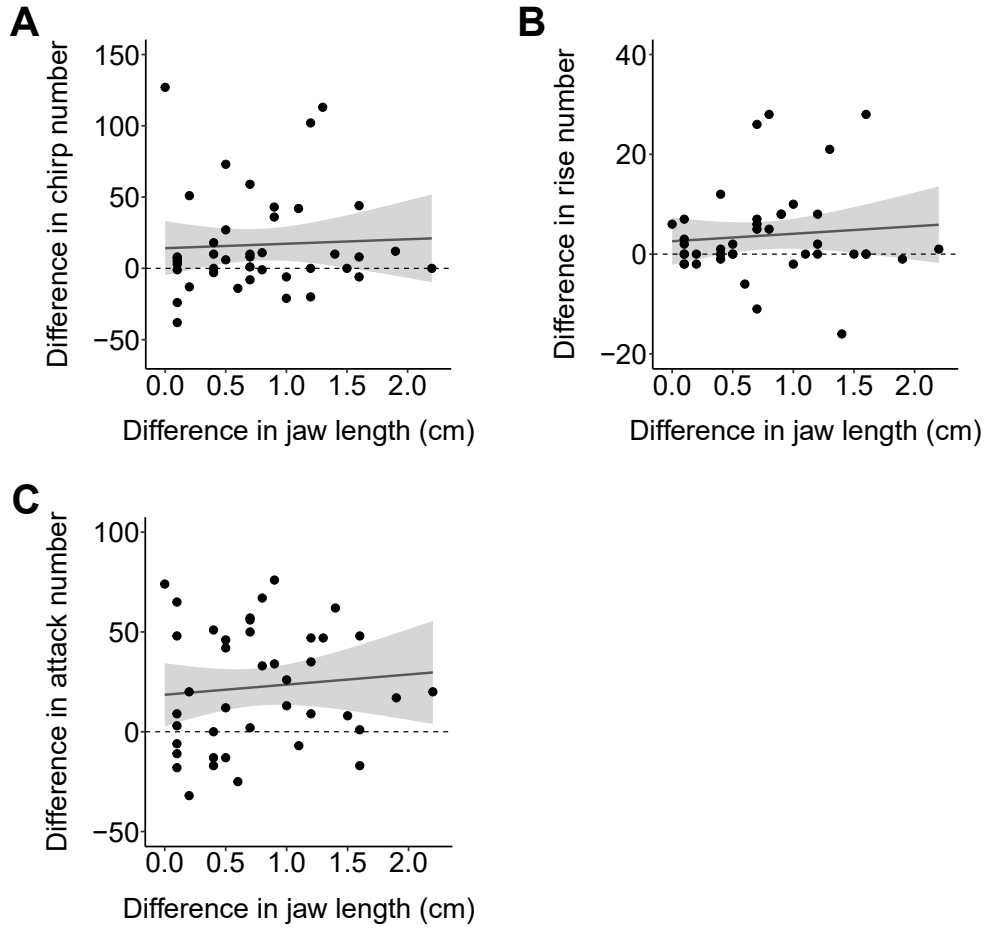 A
Difference in chirp number
150
100
50
0
−50
0.0 0.5 1.0 1.5 2.0
Difference in jaw length (cm)
B
Difference in rise number
40
20
0
−20
0.0 0.5 1.0 1.5 2.0
Difference in jaw length (cm)
C
Difference in attack number
100
50
0
−50
0.0 0.5 1.0 1.5 2.0
Difference in jaw length (cm)